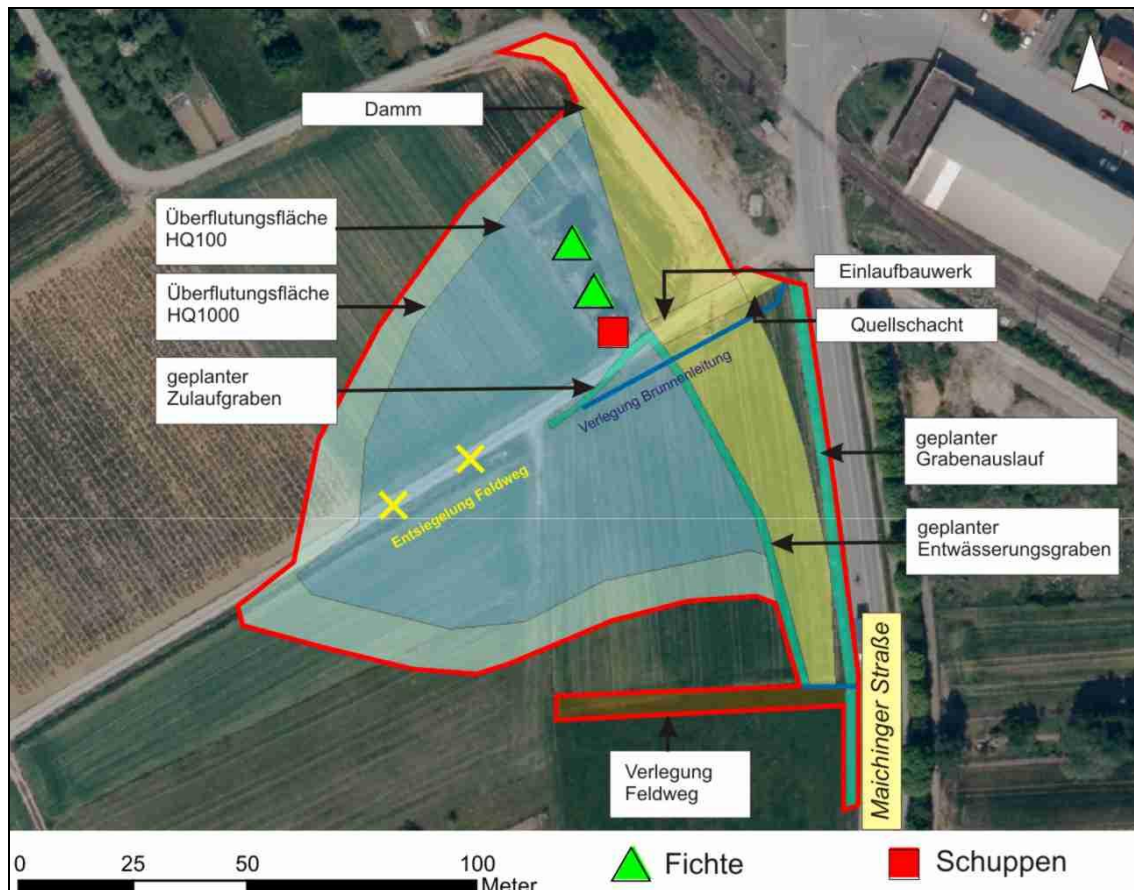 Damm
Überflutungsfläche
HQ100
Überflutungsfläche
HQ1000
geplanter
Zulaufgraben
Einlaufbauwerk
Quellschacht
Verlegung Brunnenleitung
Entsiegelung Feldweg
geplanter
Grabenauslauf
geplanter
Entwässerungsgraben
Maichinger Straße
Verlegung
Feldweg
0 25 50 100
Meter
Fichte
Schuppen